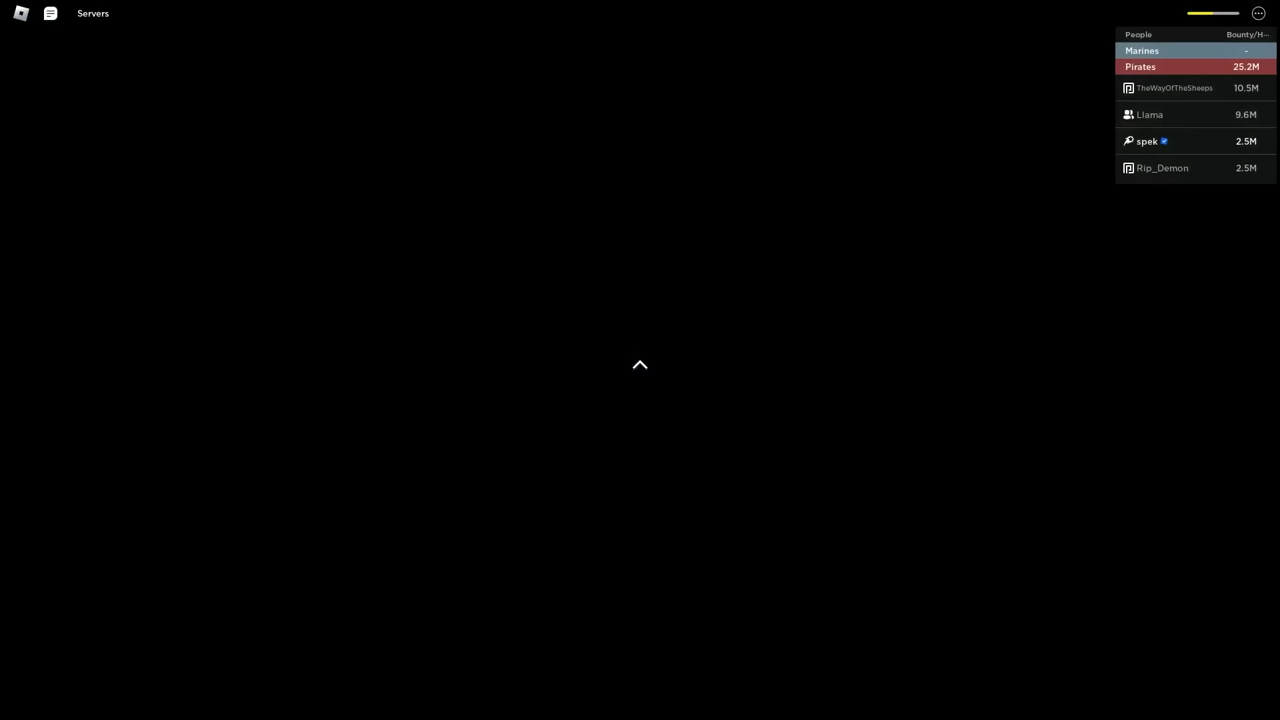 Servers
People Bounty/H...
Marines -
Pirates 25.2M
TheWayOfTheSheeps 10.5M
Llama 9.6M
spek 2.5M
Rip_Demon 2.5M